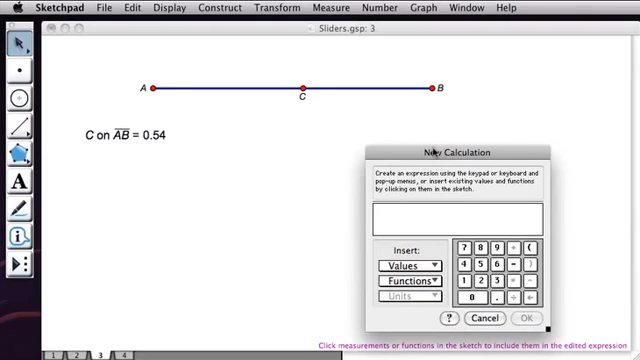 Sketchpad File Edit Display Construct Transform Measure Number Graph Window Help
Sliders.gsp: 3
A B
C
C on AB = 0.54
New Calculation
Create an expression using the keypad or keyboard and
pop-up menus, or insert existing values and functions
by clicking on them in the sketch.
Insert:
Values
Functions
Units
7 8 9 + (
4 5 6 - )
1 2 3 * ^
0 . ÷ ←
? Cancel OK
A
i
1 2 3 4
Click measurements or functions in the sketch to include them in the edited expression